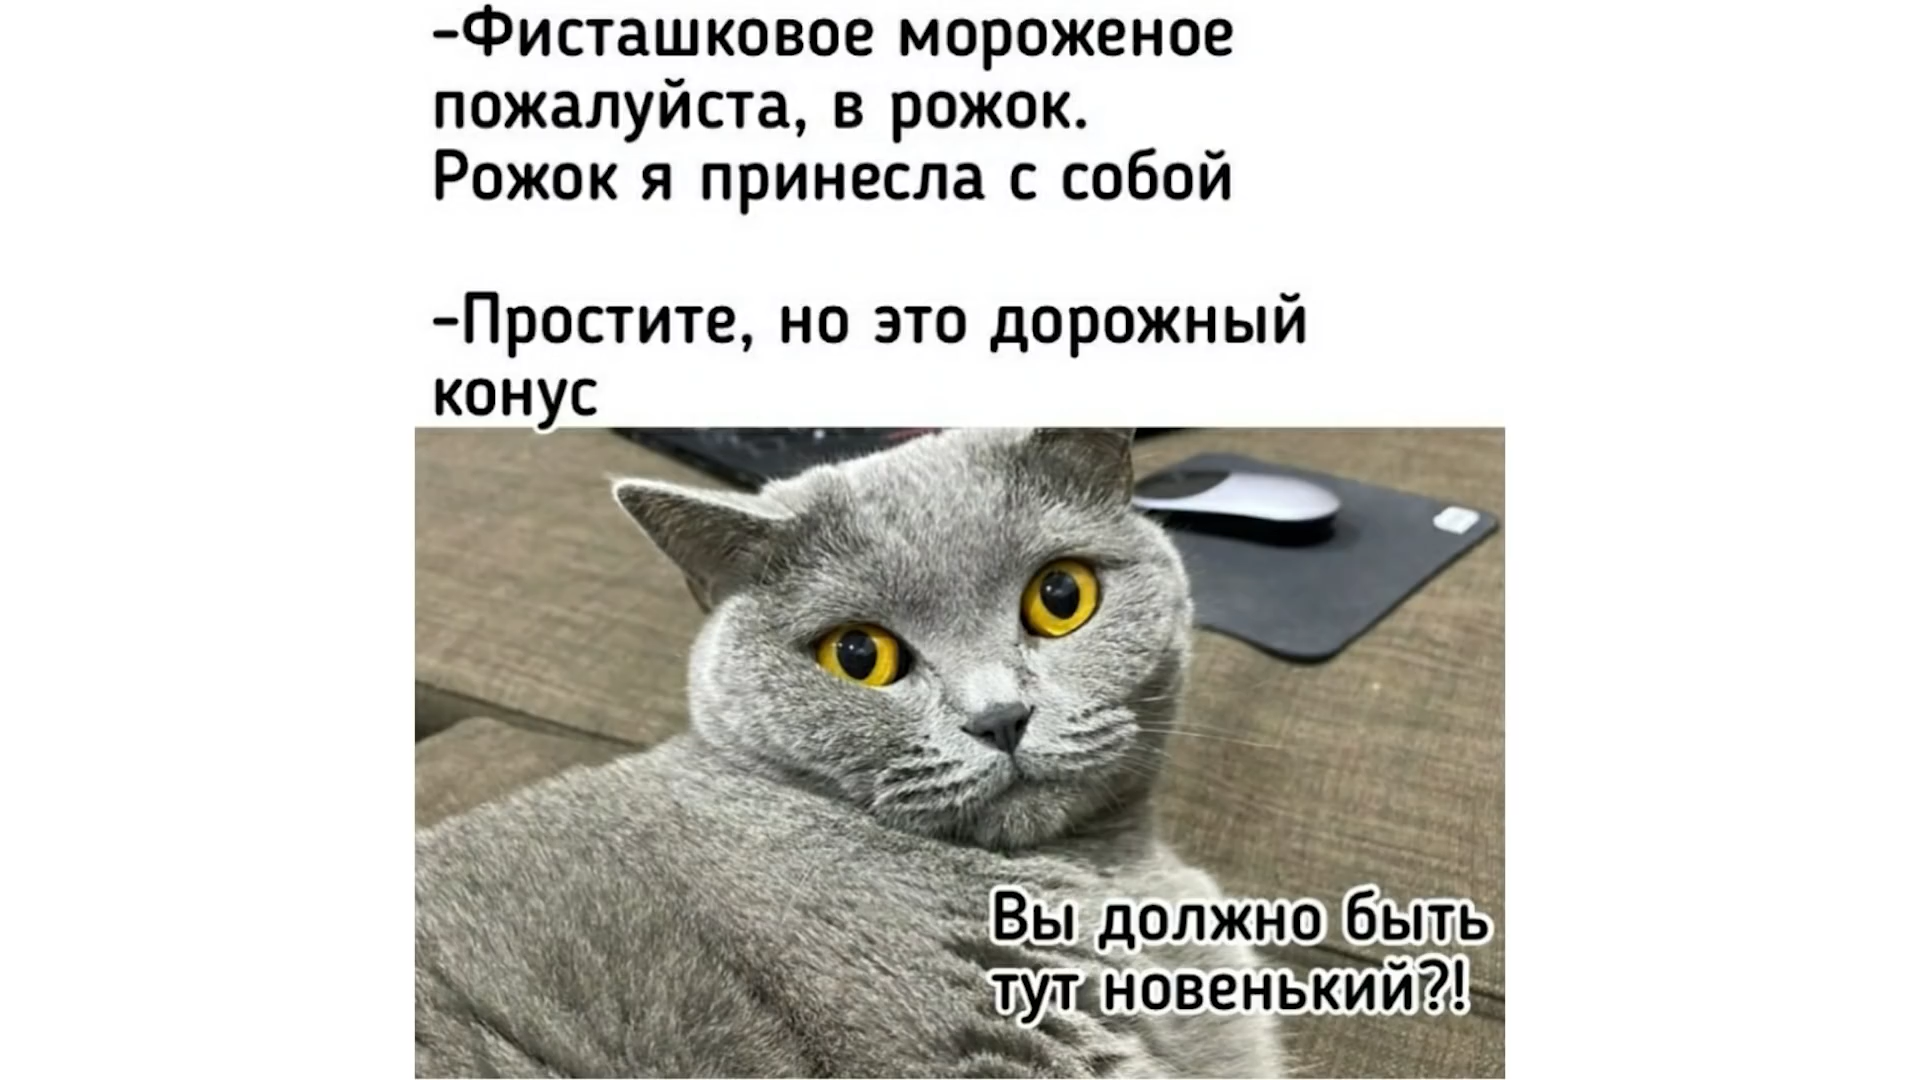 -Фисташковое мороженое
пожалуйста, в рожок.
Рожок я принесла с собой
-Простите, но это дорожный
конус
Вы должно быть
тут новенький?!